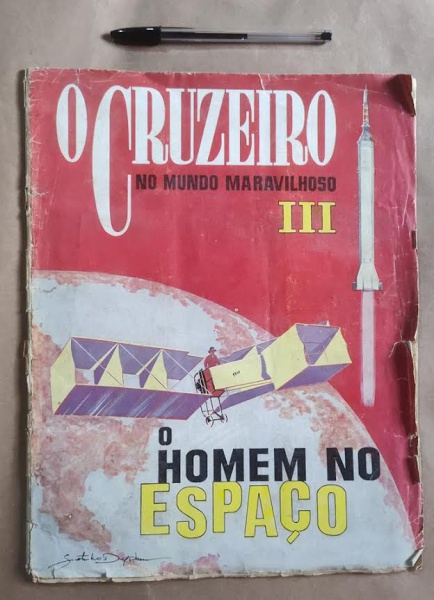 O CRUZEIRO
NO MUNDO MARAVILHOSO
III
O
HOMEM NO
ESPAÇO